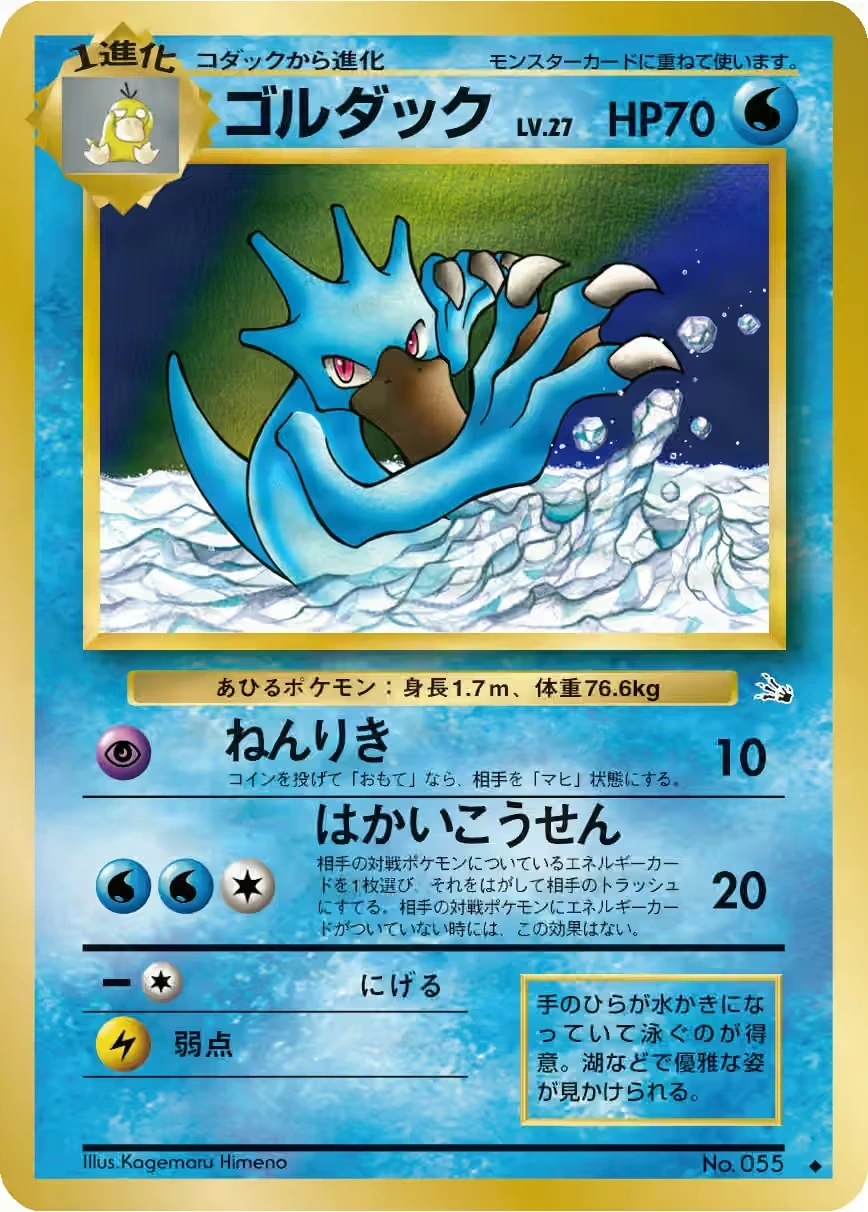 1進化
コダックから進化
モンスターカードに重ねて使います。
ゴルダック LV.27 HP70
あひるポケモン：身長1.7m、体重76.6kg
ねんりき 10
コインを投げて「おもて」なら、相手を「マヒ」状態にする。
はかいこうせん
相手の対戦ポケモンについているエネルギーカー
ドを1枚選び、それをはがして相手のトラッシュ
にすてる。相手の対戦ポケモンにエネルギーカー
ドがついていない時には、この効果はない。
20
にげる
弱点
手のひらが水かきにな
っていて泳ぐのが得
意。湖などで優雅な姿
が見かけられる。
Illus.Kagemaru Himeno
No.055